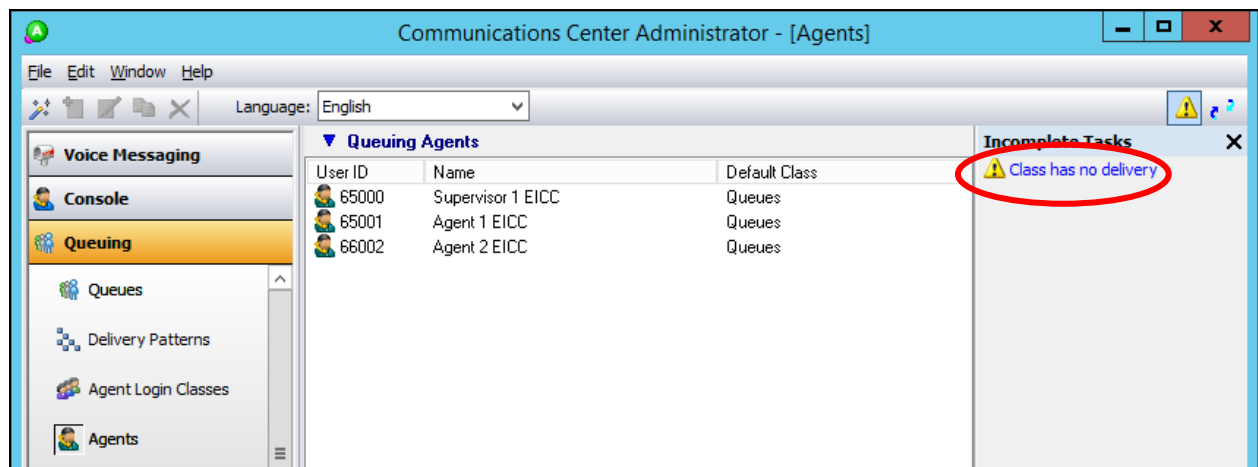 Communications Center Administrator - [Agents]
File Edit Window Help
Language: English
Voice Messaging
Console
Queuing
Queues
Delivery Patterns
Agent Login Classes
Agents
Queuing Agents
User ID Name Default Class
65000 Supervisor 1 EICC Queues
65001 Agent 1 EICC Queues
66002 Agent 2 EICC Queues
Incomplete Tasks
Class has no delivery